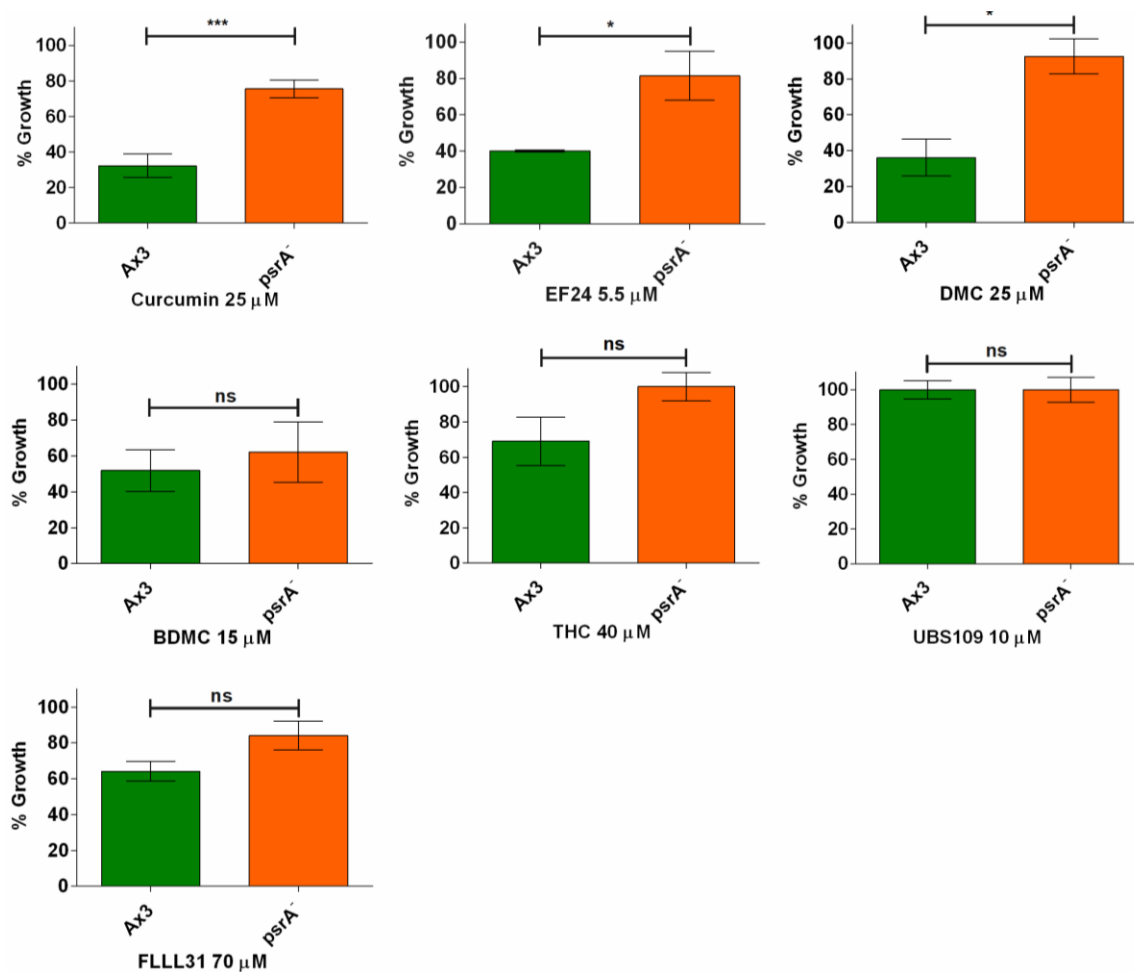 ***
% Growth
100
80
60
40
20
0
Ax3
psrA-
Curcumin 25 μM
*
% Growth
100
80
60
40
20
0
Ax3
psrA-
EF24 5.5 μM
*
% Growth
100
80
60
40
20
0
Ax3
psrA-
DMC 25 μM
ns
% Growth
100
80
60
40
20
0
Ax3
psrA-
BDMC 15 μM
ns
% Growth
100
80
60
40
20
0
Ax3
psrA-
THC 40 μM
ns
% Growth
100
80
60
40
20
0
Ax3
psrA-
UBS109 10 μM
ns
% Growth
100
80
60
40
20
0
Ax3
psrA-
FLLL31 70 μM